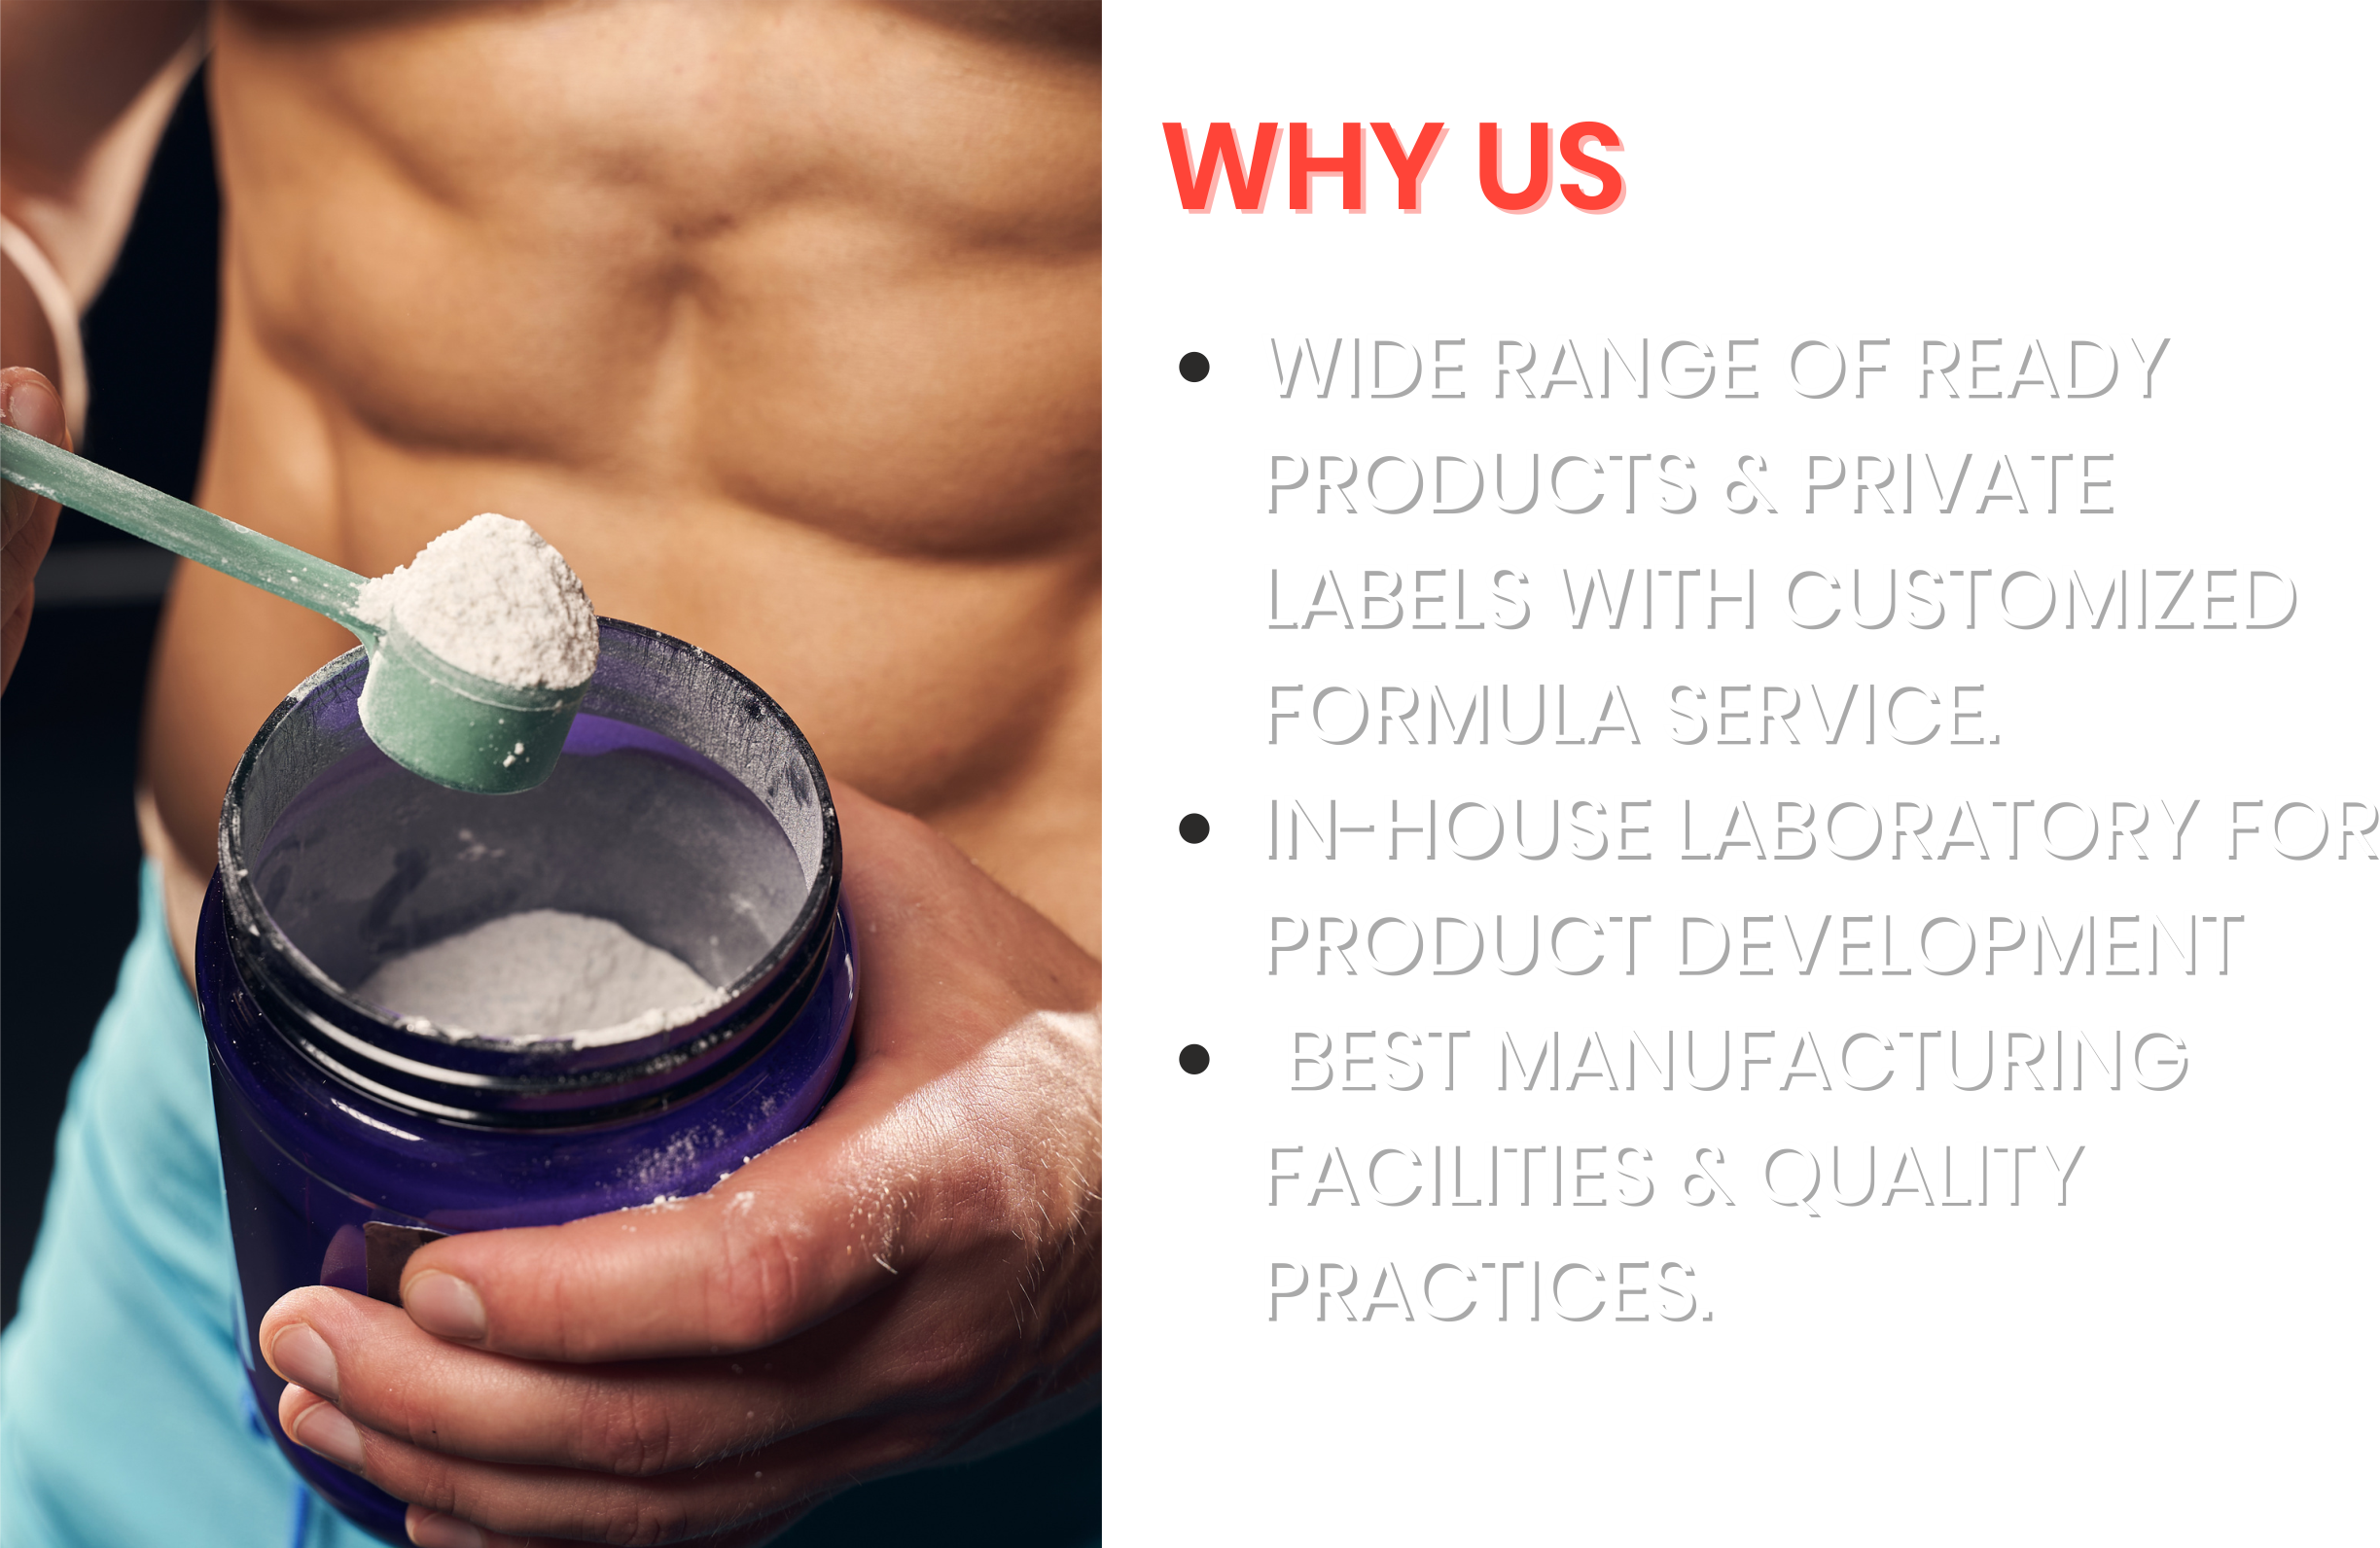 WHY US
• WIDE RANGE OF READY
PRODUCTS & PRIVATE
LABELS WITH CUSTOMIZED
FORMULA SERVICE.
• IN-HOUSE LABORATORY FOR
PRODUCT DEVELOPMENT
• BEST MANUFACTURING
FACILITIES & QUALITY
PRACTICES.